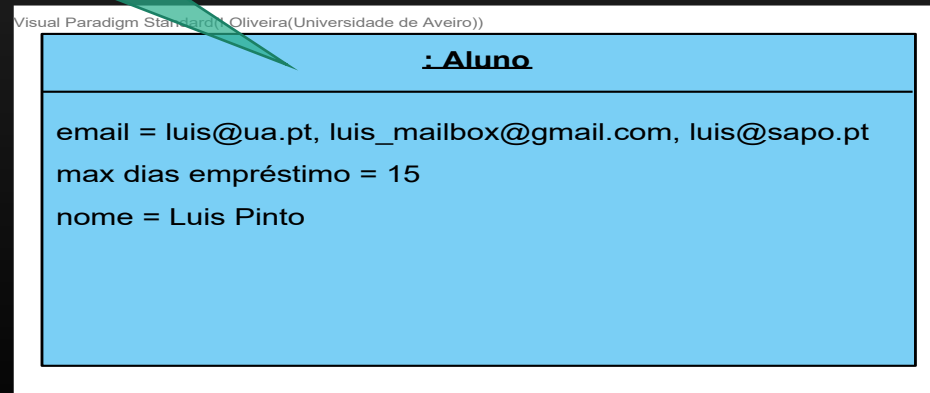 Visual Paradigm Standard(I Oliveira(Universidade de Aveiro))
: Aluno
email = luis@ua.pt, luis_mailbox@gmail.com, luis@sapo.pt
max dias empréstimo = 15
nome = Luis Pinto